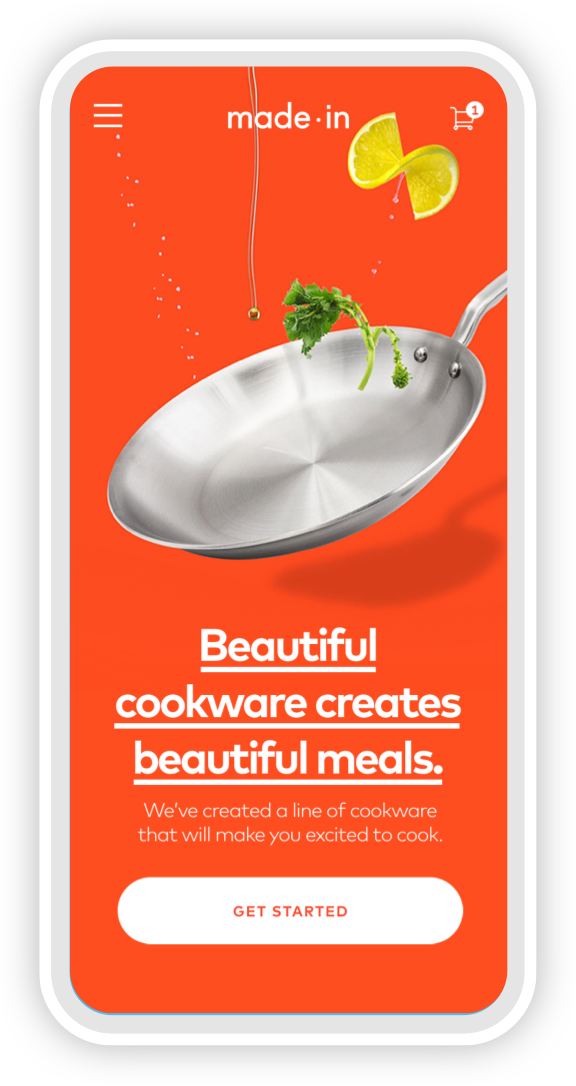 made·in
1
Beautiful
cookware creates
beautiful meals.
We've created a line of cookware
that will make you excited to cook.
GET STARTED